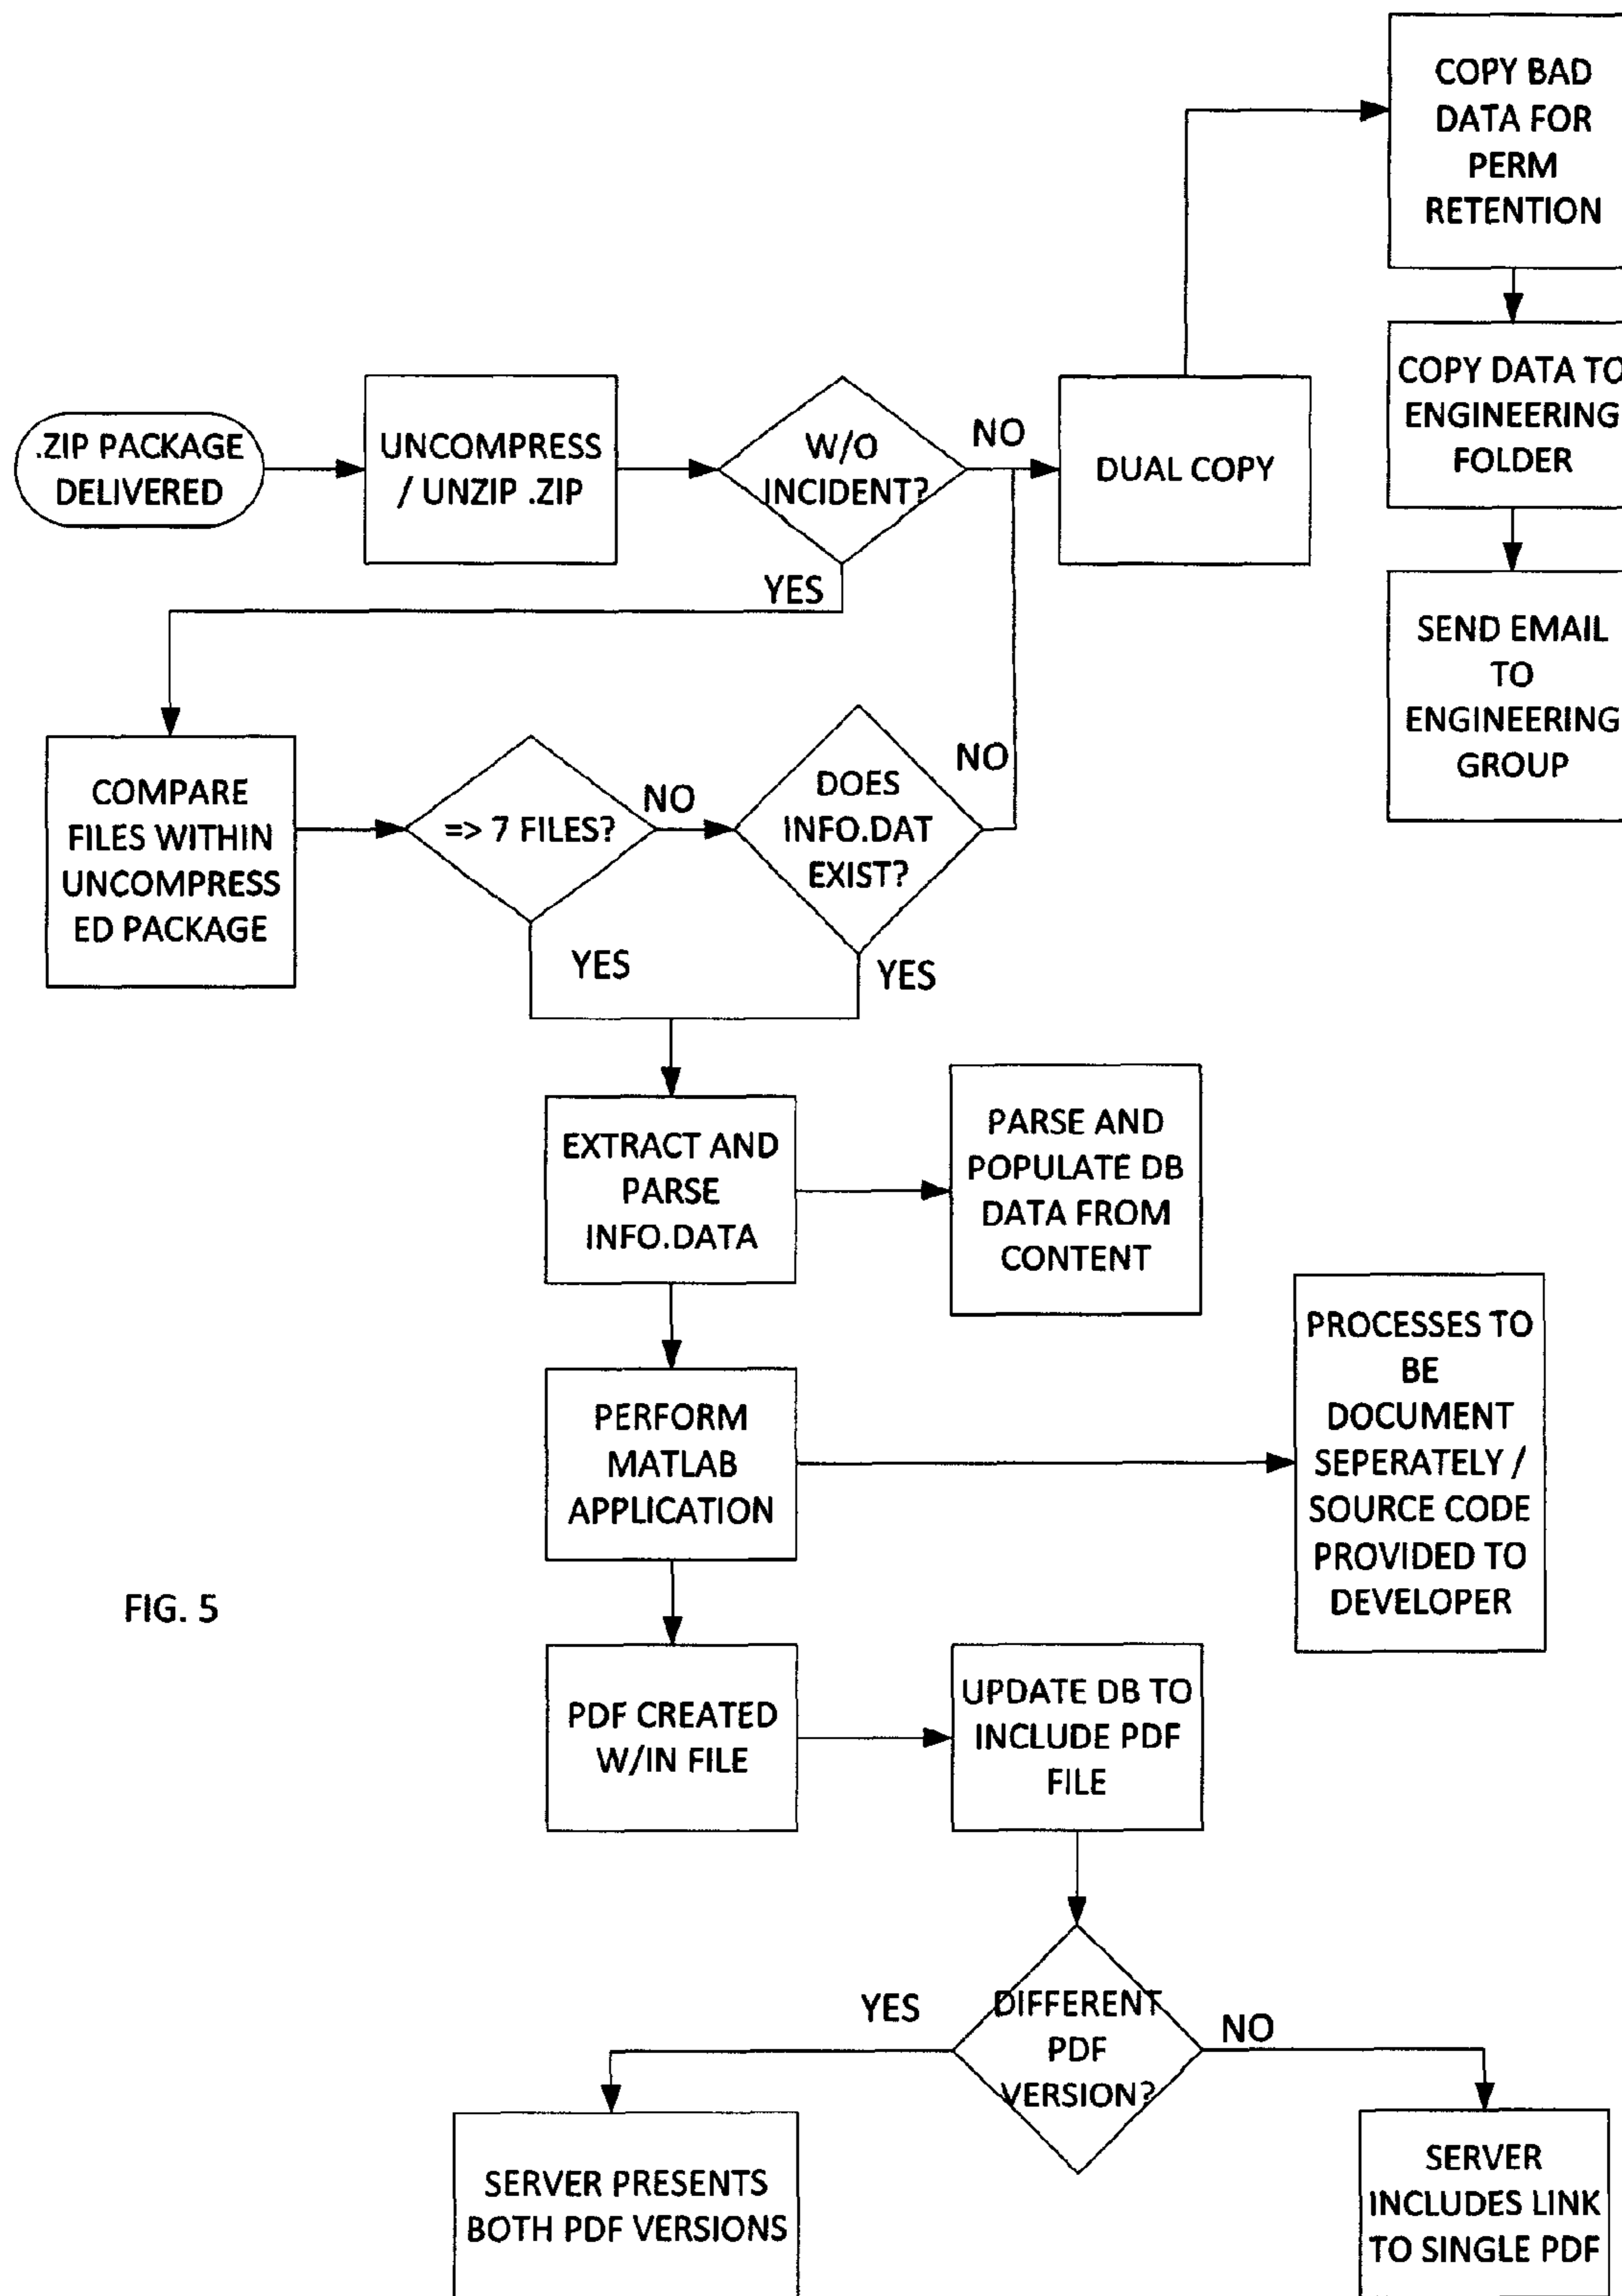 COPY BAD
DATA FOR
PERM
RETENTION
COPY DATA TO
ENGINEERING
FOLDER
SEND EMAIL
TO
ENGINEERING
GROUP
.ZIP PACKAGE
DELIVERED
UNCOMPRESS
/ UNZIP .ZIP
W/O
INCIDENT?
NO
YES
DUAL COPY
COMPARE
FILES WITHIN
UNCOMPRESS
ED PACKAGE
=> 7 FILES?
NO
YES
DOES
INFO.DAT
EXIST?
NO
YES
EXTRACT AND
PARSE
INFO.DATA
PARSE AND
POPULATE DB
DATA FROM
CONTENT
PERFORM
MATLAB
APPLICATION
PROCESSES TO
BE
DOCUMENT
SEPERATELY /
SOURCE CODE
PROVIDED TO
DEVELOPER
FIG. 5
PDF CREATED
W/IN FILE
UPDATE DB TO
INCLUDE PDF
FILE
DIFFERENT
PDF
VERSION?
YES
NO
SERVER PRESENTS
BOTH PDF VERSIONS
SERVER
INCLUDES LINK
TO SINGLE PDF